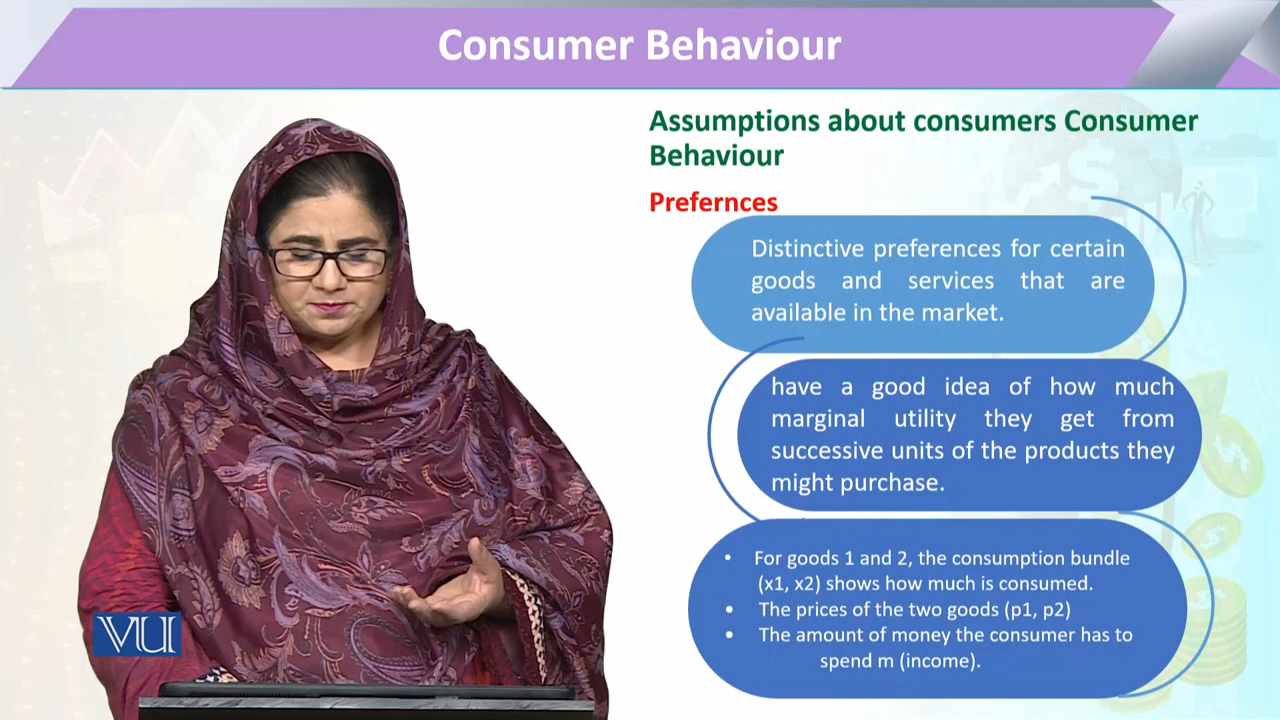 Consumer Behaviour
Assumptions about consumers Consumer
Behaviour
Prefernces
Distinctive preferences for certain
goods and services that are
available in the market.
have a good idea of how much
marginal utility they get from
successive units of the products they
might purchase.
• For goods 1 and 2, the consumption bundle
(x1, x2) shows how much is consumed.
• The prices of the two goods (p1, p2)
• The amount of money the consumer has to
spend m (income).
VU